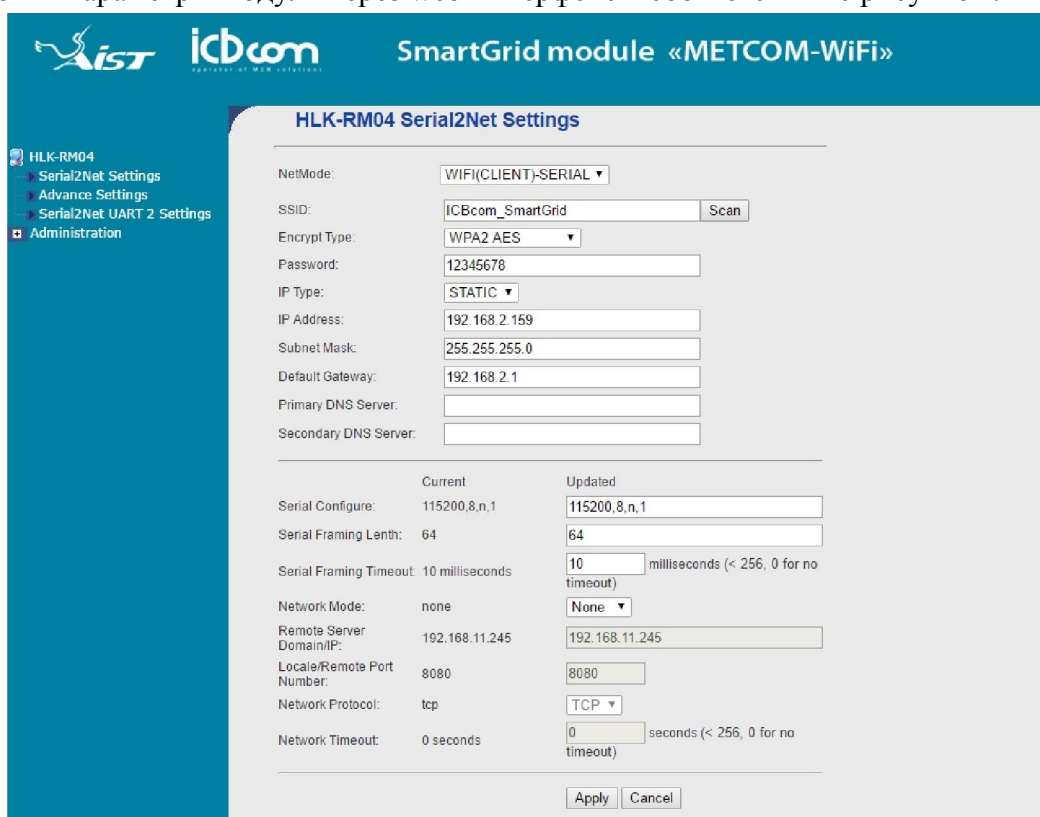 AiST
icbcom
operator of M2M solutions
SmartGrid module «METCOM-WiFi»
HLK-RM04
Serial2Net Settings
Advance Settings
Serial2Net UART 2 Settings
Administration
HLK-RM04 Serial2Net Settings
NetMode: WIFI(CLIENT)-SERIAL
SSID: ICBcom_SmartGrid Scan
Encrypt Type: WPA2 AES
Password: 12345678
IP Type: STATIC
IP Address: 192.168.2.159
Subnet Mask: 255.255.255.0
Default Gateway: 192.168.2.1
Primary DNS Server:
Secondary DNS Server:
Current Updated
Serial Configure: 115200,8,n,1 115200,8,n,1
Serial Framing Lenth: 64 64
Serial Framing Timeout: 10 milliseconds 10 milliseconds (< 256, 0 for no
timeout)
Network Mode: none None
Remote Server
Domain/IP: 192.168.11.245 192.168.11.245
Locale/Remote Port
Number: 8080 8080
Network Protocol: tcp TCP
Network Timeout: 0 seconds 0 seconds (< 256, 0 for no
timeout)
Apply Cancel